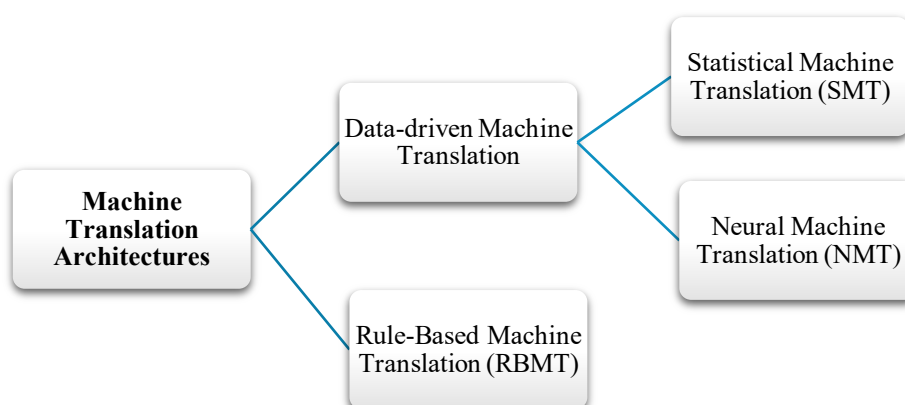 Statistical Machine
Translation (SMT)
Data-driven Machine
Translation
Machine
Translation
Architectures
Neural Machine
Translation (NMT)
Rule-Based Machine
Translation (RBMT)